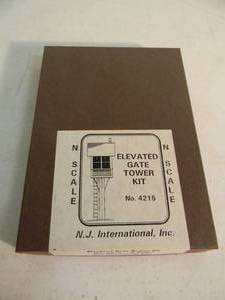 N SCALE
ELEVATED
GATE
TOWER
KIT
No. 4215
N SCALE
N.J. International, Inc.